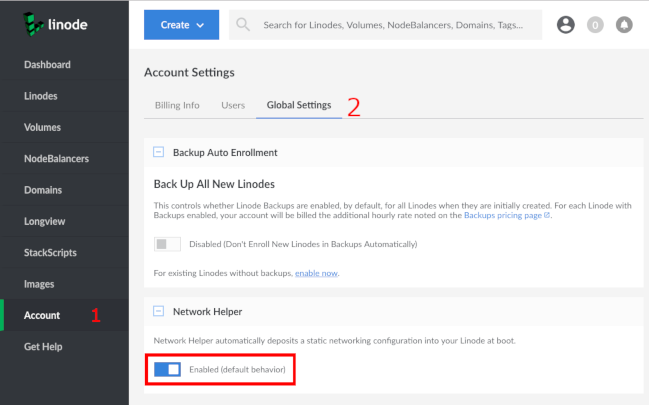 linode
Create
Search for Linodes, Volumes, NodeBalancers, Domains, Tags...
0
Dashboard
Linodes
Volumes
NodeBalancers
Domains
Longview
StackScripts
Images
Account 1
Get Help
Account Settings
Billing Info Users Global Settings 2
Backup Auto Enrollment
Back Up All New Linodes
This controls whether Linode Backups are enabled, by default, for all Linodes when they are initially created. For each Linode with
Backups enabled, your account will be billed the additional hourly rate noted on the Backups pricing page.
Disabled (Don't Enroll New Linodes in Backups Automatically)
For existing Linodes without backups, enable now.
Network Helper
Network Helper automatically deposits a static networking configuration into your Linode at boot.
Enabled (default behavior)